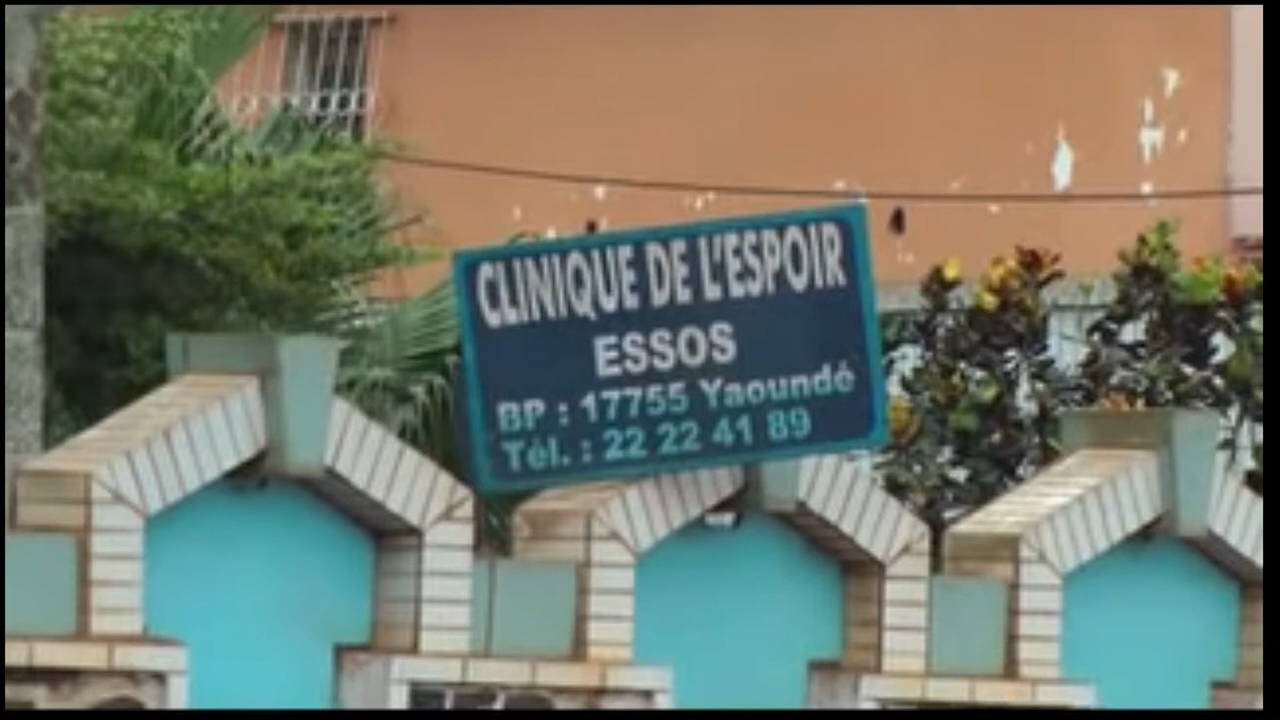 CLINIQUE DE L'ESPOIR
ESSOS
BP : 17755 Yaoundé
Tél. : 22 22 41 89